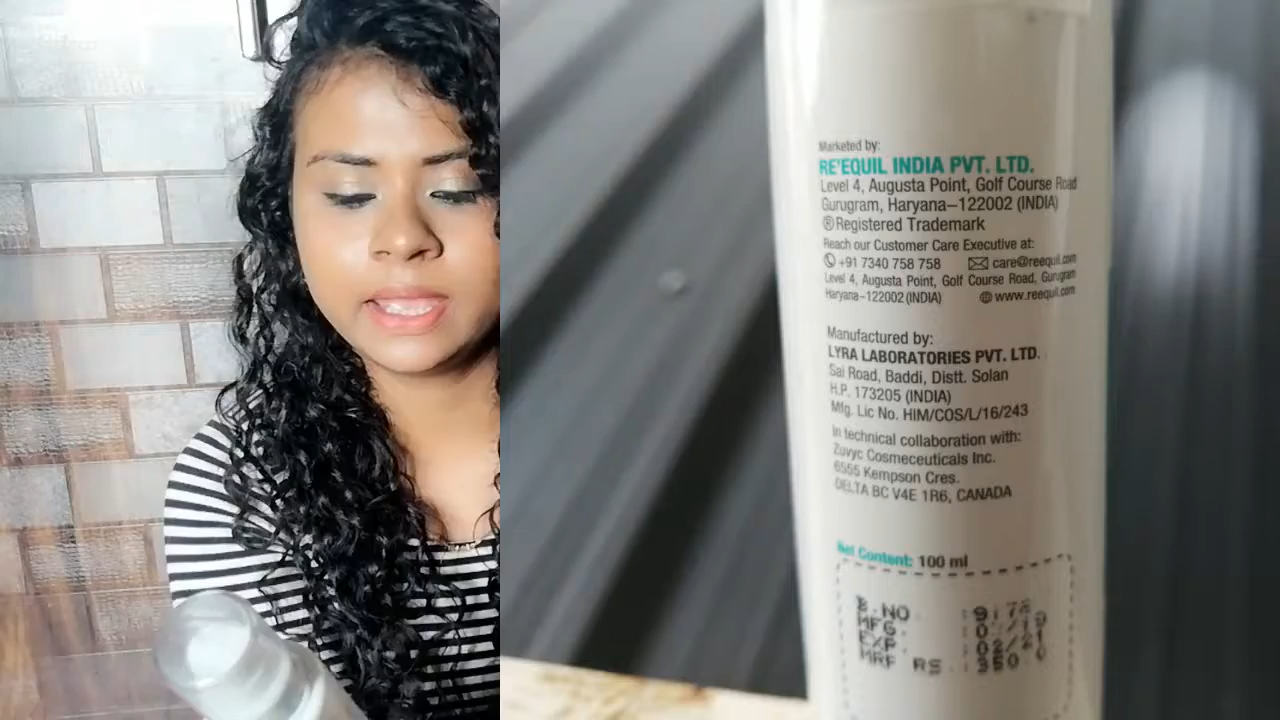 Marketed by:
RE'EQUIL INDIA PVT. LTD.
Level 4, Augusta Point, Golf Course Road
Gurugram, Haryana–122002 (INDIA)
®Registered Trademark
Reach our Customer Care Executive at:
+91 7340 758 758 care@reequil.com
Level 4, Augusta Point, Golf Course Road, Gurugram
Haryana–122002 (INDIA) www.reequil.com
Manufactured by:
LYRA LABORATORIES PVT. LTD.
Sai Road, Baddi, Distt. Solan
H.P. 173205 (INDIA)
Mfg. Lic No. HIM/COS/L/16/243
In technical collaboration with:
Zuvyc Cosmeceuticals Inc.
6555 Kempson Cres.
DELTA BC V4E 1R6, CANADA
Net Content: 100 ml
B.NO
MFG.
EXP.
MRP RS